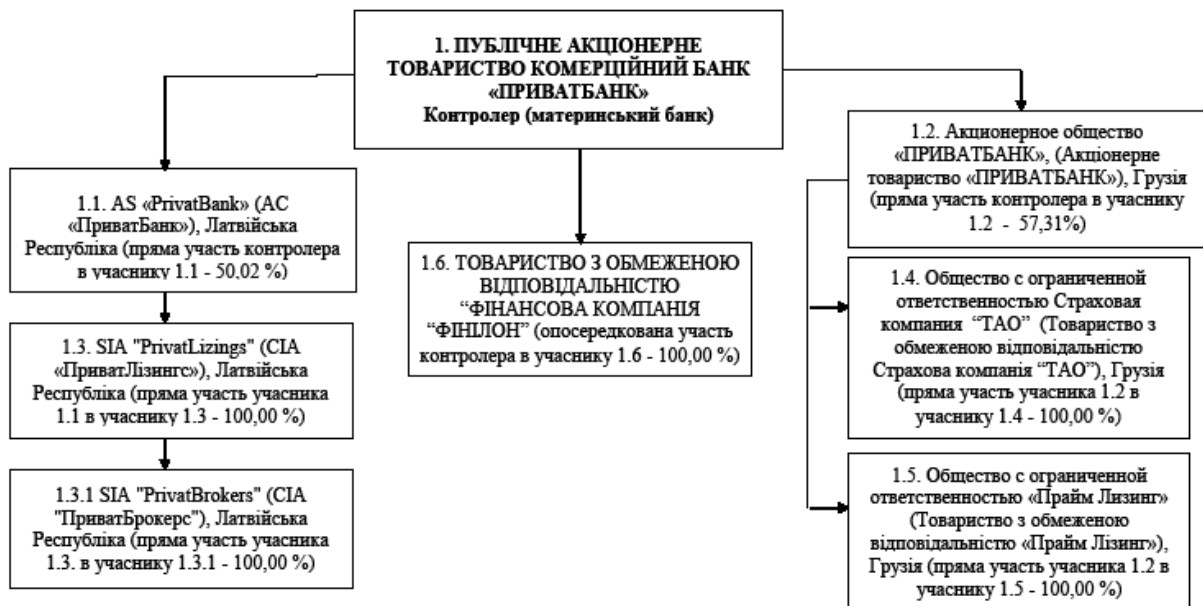 1. ПУБЛІЧНЕ АКЦІОНЕРНЕ
ТОВАРИСТВО КОМЕРЦІЙНИЙ БАНК
«ПРИВАТБАНК»
Контролер (материнський банк)
1.1. AS «PrivatBank» (АС
«ПриватБанк»), Латвійська
Республіка (пряма участь контролера
в учаснику 1.1 - 50,02 %)
1.3. SIA "PrivatLizings" (СІА
«ПриватЛізингс»), Латвійська
Республіка (пряма участь учасника
1.1 в учаснику 1.3 - 100,00 %)
1.3.1 SIA "PrivatBrokers" (СІА
"ПриватБрокерс"), Латвійська
Республіка (пряма участь учасника
1.3. в учаснику 1.3.1 - 100,00 %)
1.6. ТОВАРИСТВО З ОБМЕЖЕНОЮ
ВІДПОВІДАЛЬНІСТЮ
“ФІНАНСОВА КОМПАНІЯ
“ФІНІЛОН” (опосередкована участь
контролера в учаснику 1.6 - 100,00 %)
1.2. Акционерное общество
«ПРИВАТБАНК», (Акціонерне
товариство «ПРИВАТБАНК»), Грузія
(пряма участь контролера в учаснику
1.2 - 57,31%)
1.4. Общество с ограниченной
ответственностью Страховая
компания “ТАО” (Товариство з
обмеженою відповідальністю
Страхова компанія “ТАО”), Грузія
(пряма участь учасника 1.2 в
учаснику 1.4 - 100,00 %)
1.5. Общество с ограниченной
ответственностью «Прайм Лизинг»
(Товариство з обмеженою
відповідальністю «Прайм Лізинг»),
Грузія (пряма участь учасника 1.2 в
учаснику 1.5 - 100,00 %)